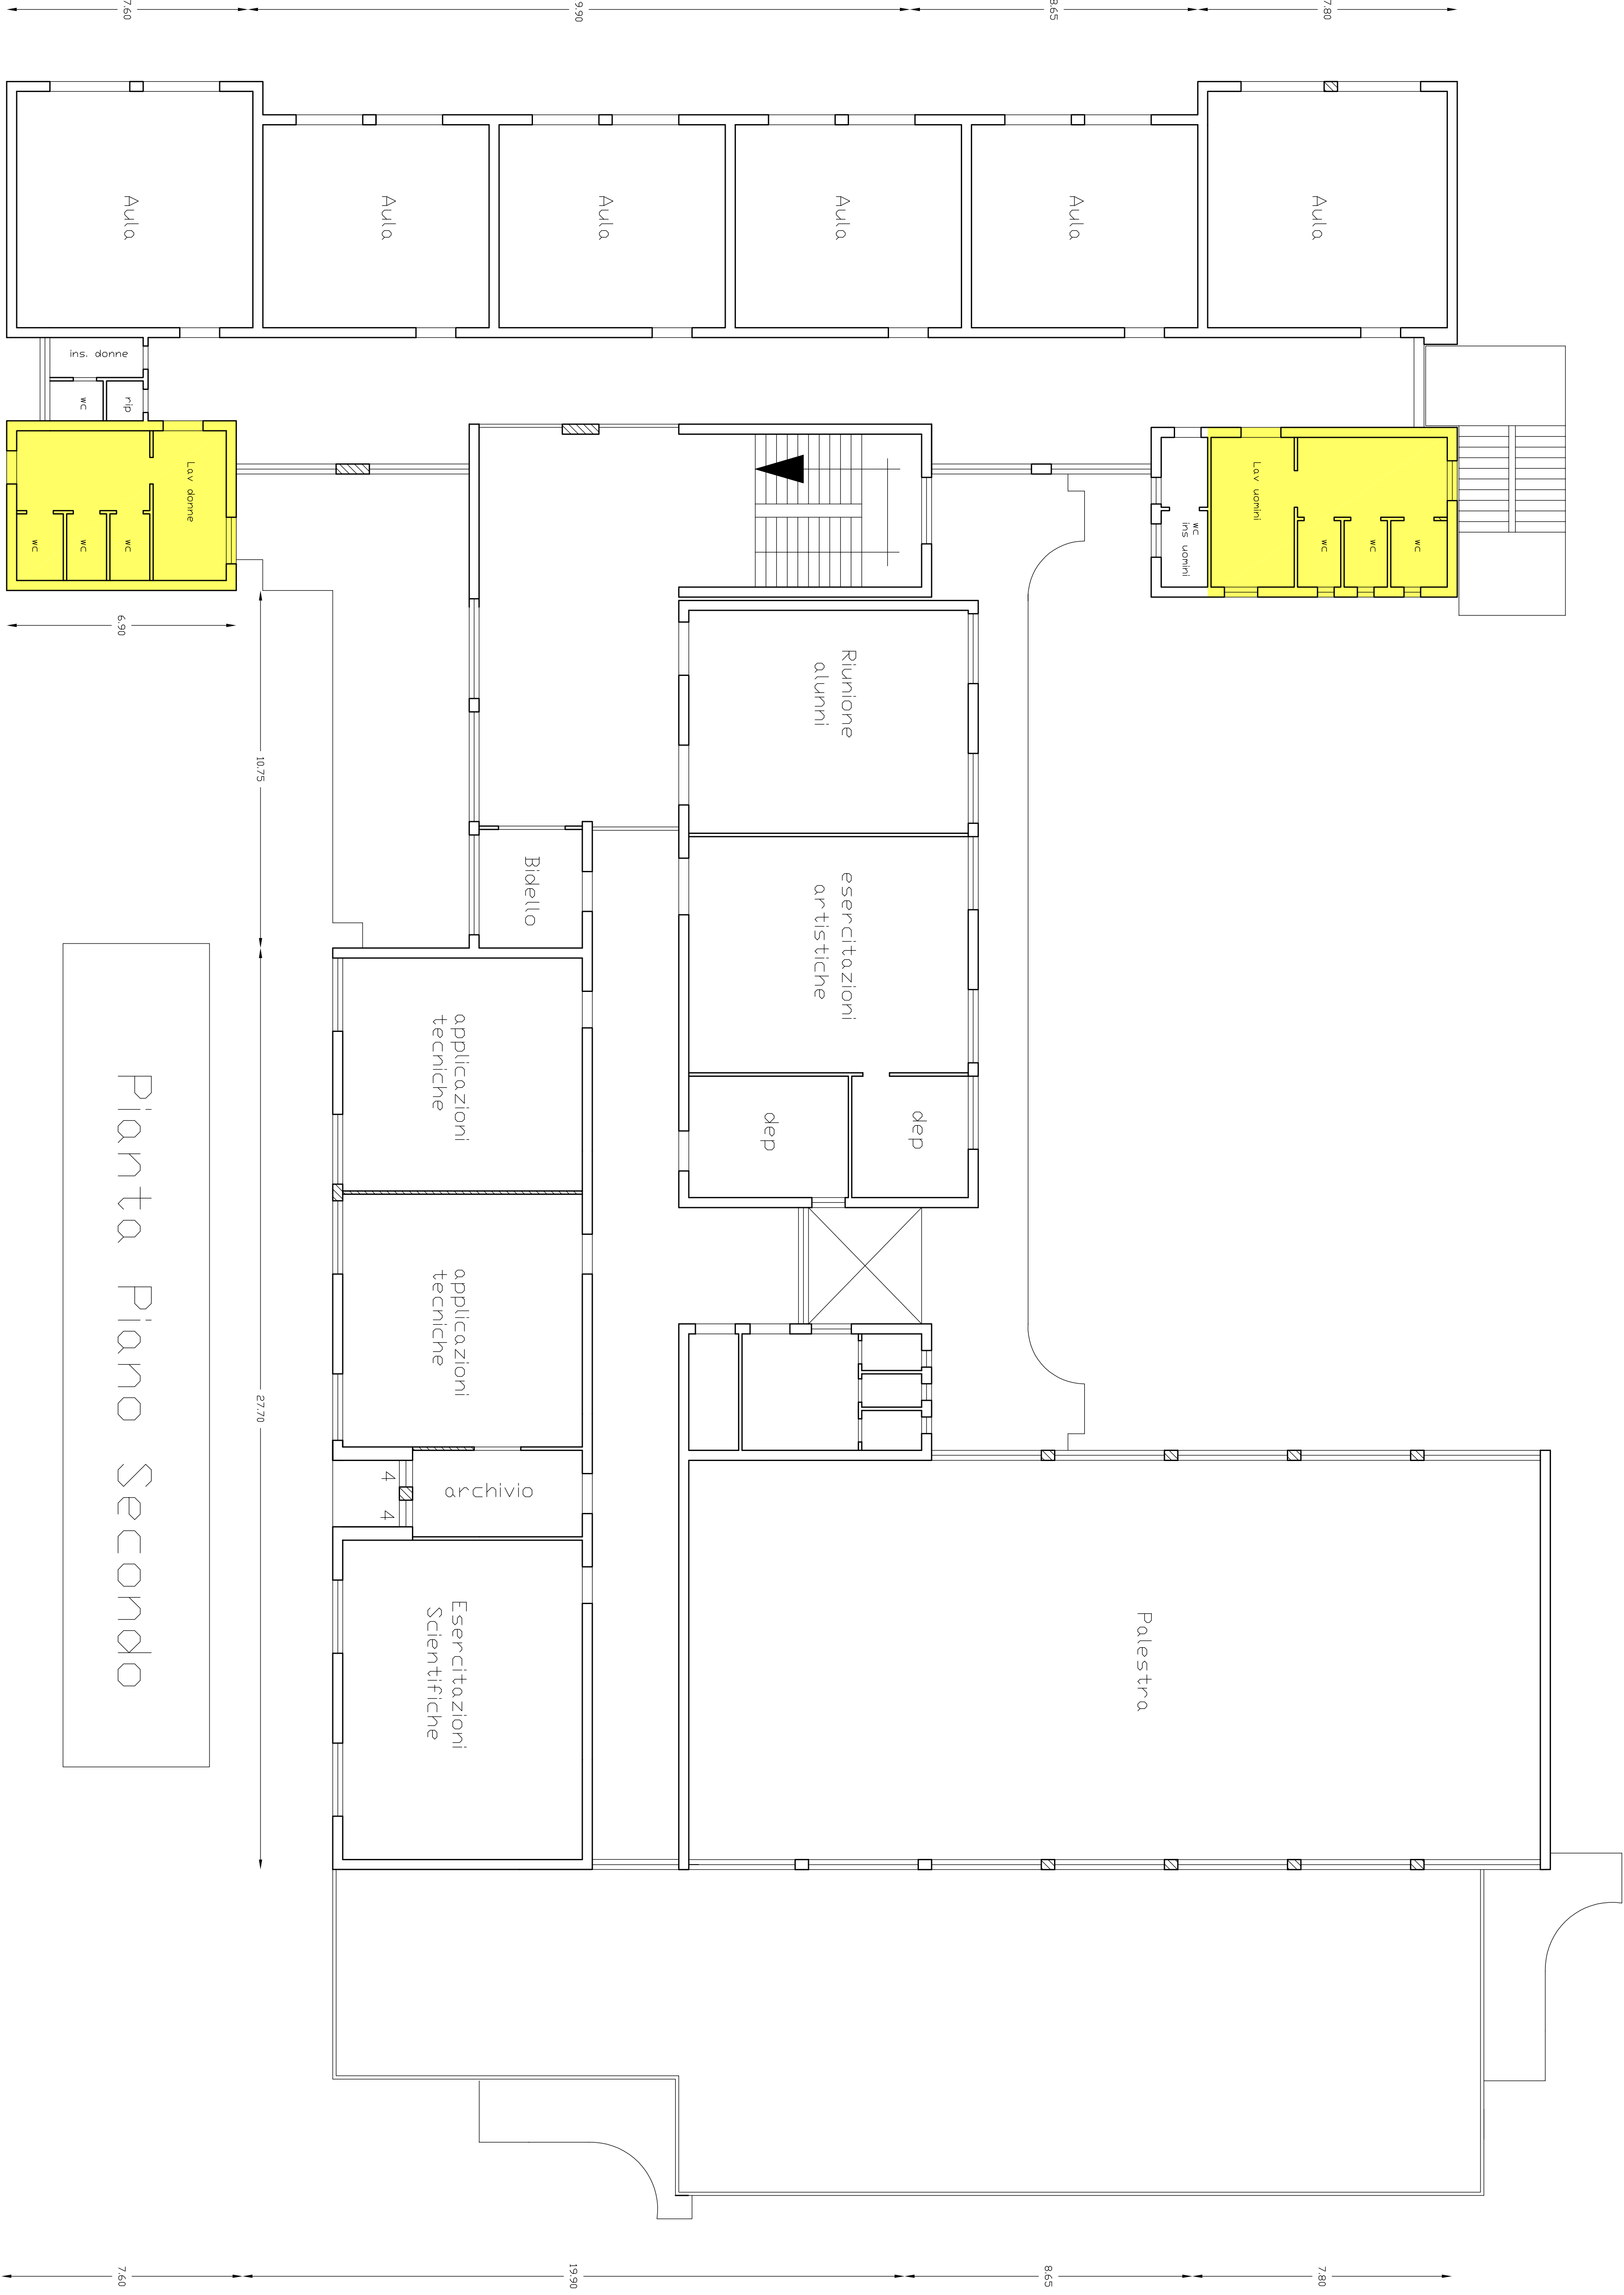 7.60
9.90
8.65
7.80
Aula
Aula
Aula
Aula
Aula
Aula
ins. donne
wc
rip
Lav donne
wc
wc
wc
wc
ins uomini
Lav uomini
wc
wc
wc
6.90
10.75
Riunione
alunni
Bidello
esercitazioni
artistiche
applicazioni
tecniche
dep
dep
applicazioni
tecniche
27.70
4
4
archivio
Esercitazioni
Scientifiche
Palestra
Pianta Piano Secondo
7.60
19.90
8.65
7.80